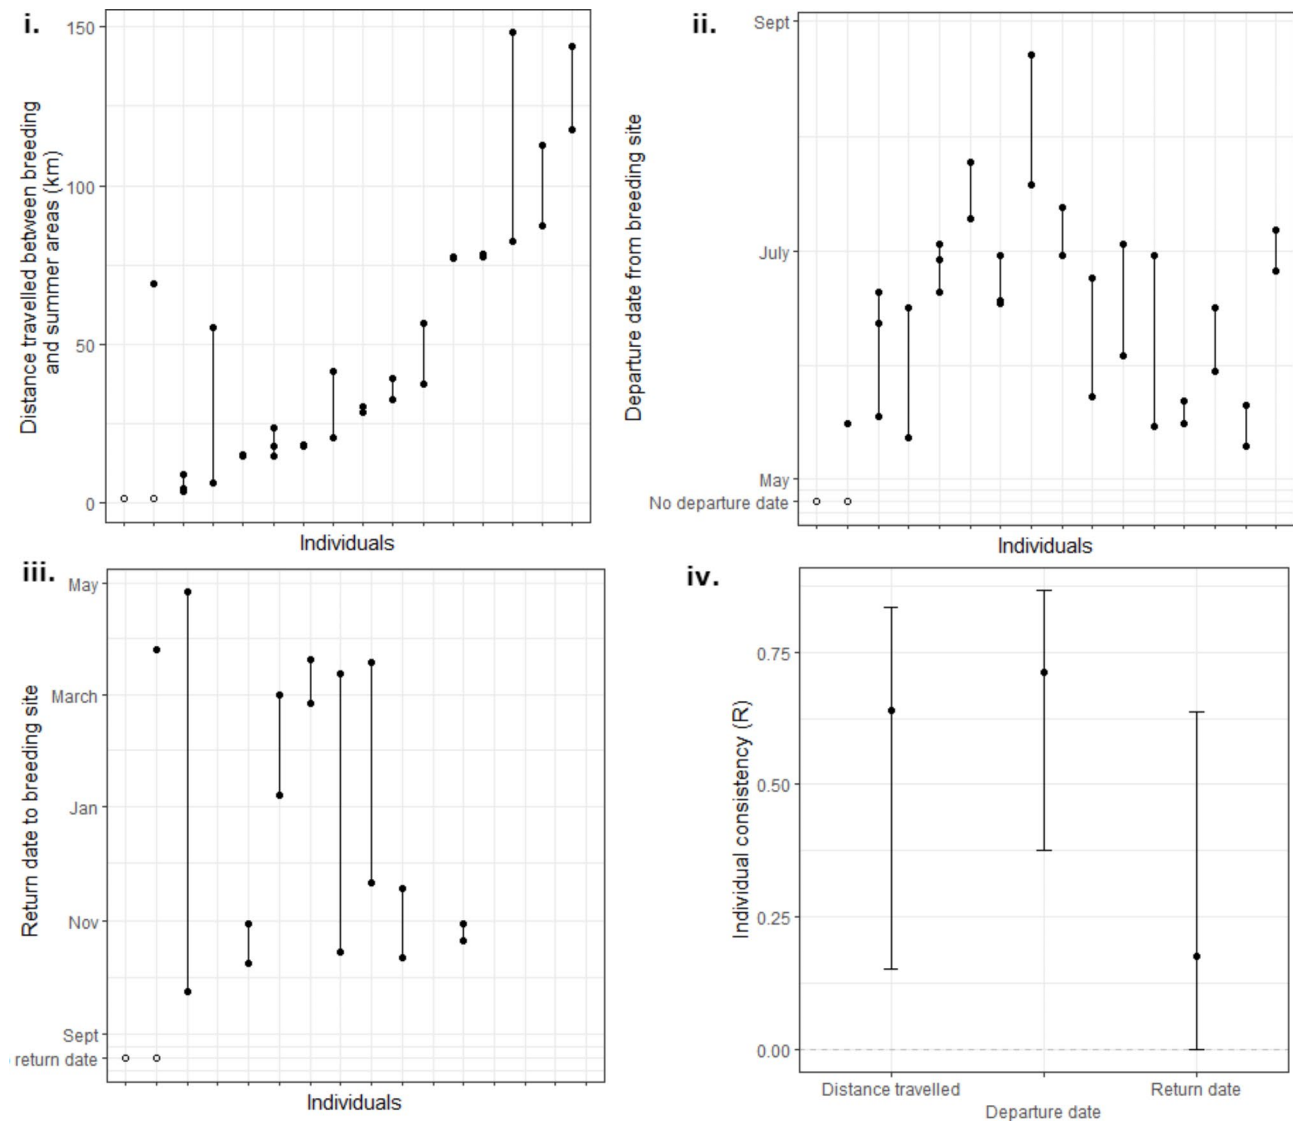 i.
Distance travelled between breeding
and summer areas (km)
150
100
50
0
Individuals
ii.
Departure date from breeding site
Sept
July
May
No departure date
Individuals
iii.
Return date to breeding site
May
March
Jan
Nov
Sept
return date
Individuals
iv.
Individual consistency (R)
0.75
0.50
0.25
0.00
Distance travelled
Departure date
Return date